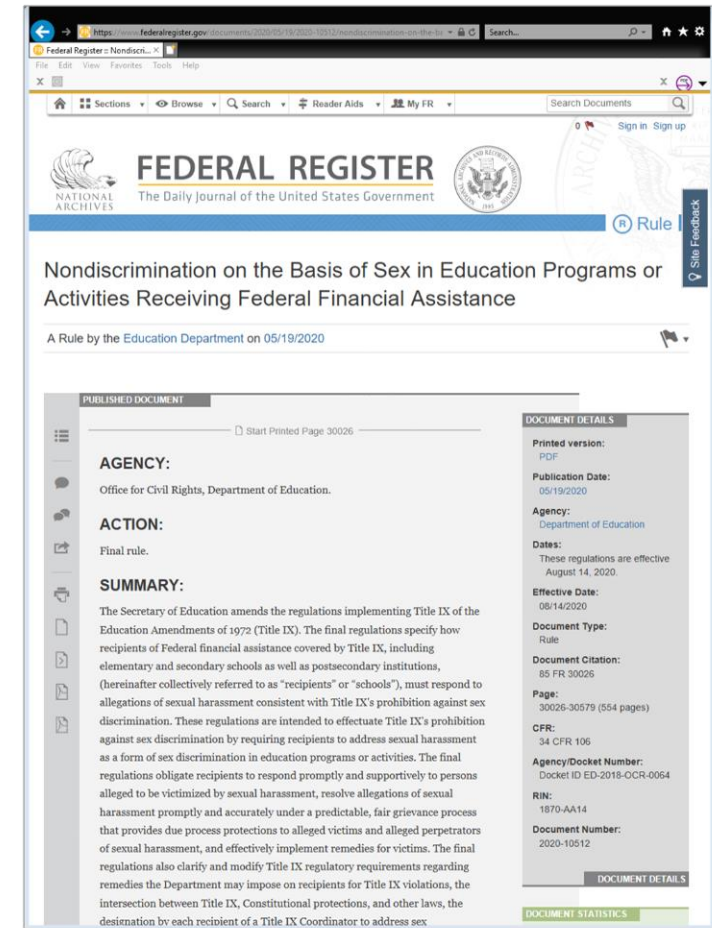 https://www.federalregister.gov/documents/2020/05/19/2020-10512/nondiscrimination-on-the-b
Search...
Federal Register :: Nondiscri...
File Edit View Favorites Tools Help
Sections Browse Search Reader Aids My FR Search Documents
0 Sign in Sign up
NATIONAL
ARCHIVES
FEDERAL REGISTER
The Daily Journal of the United States Government
Rule
Site Feedback
Nondiscrimination on the Basis of Sex in Education Programs or
Activities Receiving Federal Financial Assistance
A Rule by the Education Department on 05/19/2020
PUBLISHED DOCUMENT
Start Printed Page 30026
AGENCY:
Office for Civil Rights, Department of Education.
ACTION:
Final rule.
SUMMARY:
The Secretary of Education amends the regulations implementing Title IX of the
Education Amendments of 1972 (Title IX). The final regulations specify how
recipients of Federal financial assistance covered by Title IX, including
elementary and secondary schools as well as postsecondary institutions,
(hereinafter collectively referred to as “recipients” or “schools”), must respond to
allegations of sexual harassment consistent with Title IX’s prohibition against sex
discrimination. These regulations are intended to effectuate Title IX’s prohibition
against sex discrimination by requiring recipients to address sexual harassment
as a form of sex discrimination in education programs or activities. The final
regulations obligate recipients to respond promptly and supportively to persons
alleged to be victimized by sexual harassment, resolve allegations of sexual
harassment promptly and accurately under a predictable, fair grievance process
that provides due process protections to alleged victims and alleged perpetrators
of sexual harassment, and effectively implement remedies for victims. The final
regulations also clarify and modify Title IX regulatory requirements regarding
remedies the Department may impose on recipients for Title IX violations, the
intersection between Title IX, Constitutional protections, and other laws, the
designation by each recipient of a Title IX Coordinator to address sex
DOCUMENT DETAILS
Printed version:
PDF
Publication Date:
05/19/2020
Agency:
Department of Education
Dates:
These regulations are effective
August 14, 2020.
Effective Date:
08/14/2020
Document Type:
Rule
Document Citation:
85 FR 30026
Page:
30026-30579 (554 pages)
CFR:
34 CFR 106
Agency/Docket Number:
Docket ID ED-2018-OCR-0064
RIN:
1870-AA14
Document Number:
2020-10512
DOCUMENT DETAILS
DOCUMENT STATISTICS